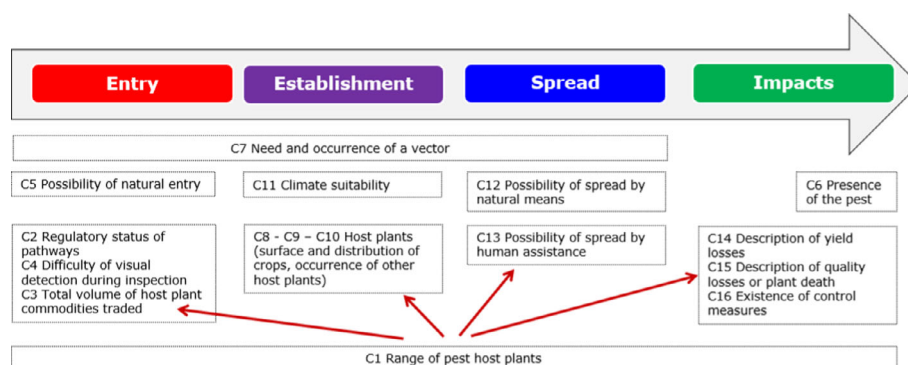 Entry
Establishment
Spread
Impacts
C7 Need and occurrence of a vector
C5 Possibility of natural entry
C11 Climate suitability
C12 Possibility of spread by
natural means
C6 Presence
of the pest
C2 Regulatory status of
pathways
C4 Difficulty of visual
detection during inspection
C3 Total volume of host plant
commodities traded
C8 - C9 – C10 Host plants
(surface and distribution of
crops, occurrence of other
host plants)
C13 Possibility of spread by
human assistance
C14 Description of yield
losses
C15 Description of quality
losses or plant death
C16 Existence of control
measures
C1 Range of pest host plants